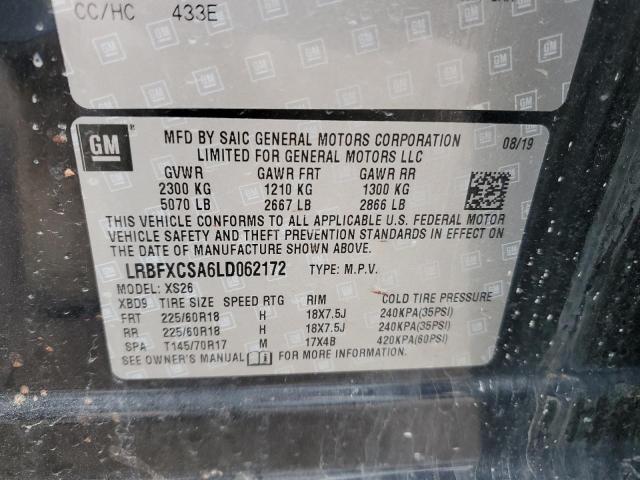 CC/HC 433E
GM
MFD BY SAIC GENERAL MOTORS CORPORATION 08/19
LIMITED FOR GENERAL MOTORS LLC
GVWR GAWR FRT GAWR RR
2300 KG 1210 KG 1300 KG
5070 LB 2667 LB 2866 LB
THIS VEHICLE CONFORMS TO ALL APPLICABLE U.S. FEDERAL MOTOR
VEHICLE SAFETY AND THEFT PREVENTION STANDARDS IN EFFECT ON
THE DATE OF MANUFACTURE SHOWN ABOVE.
LRBFXCSA6LD062172 TYPE: M.P.V.
MODEL: XS26
XBD9 TIRE SIZE SPEED RTG RIM COLD TIRE PRESSURE
FRT 225/60R18 H 18X7.5J 240KPA(35PSI)
RR 225/60R18 H 18X7.5J 240KPA(35PSI)
SPA T145/70R17 M 17X4B 420KPA(60PSI)
SEE OWNER'S MANUAL FOR MORE INFORMATION.